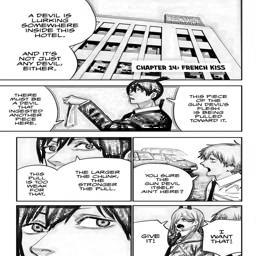 A DEVIL IS
LURKING
SOMEWHERE
INSIDE THIS
HOTEL.
AND IT'S
NOT JUST
ANY DEVIL,
EITHER.
CHAPTER 14: FRENCH KISS
THERE
MUST BE
A DEVIL
THAT
INGESTED
ANOTHER
PIECE
HERE.
THIS PIECE
OF THE
GUN DEVIL'S
FLESH
IS BEING
PULLED
TOWARD IT.
THIS
PULL IS
TOO
WEAK
FOR
THAT.
THE LARGER
THE CHUNK,
THE
STRONGER
THE PULL.
YOU SURE
THE GUN
DEVIL
ITSELF
AIN'T HERE?
GIVE
IT!
I
WANT
THAT!